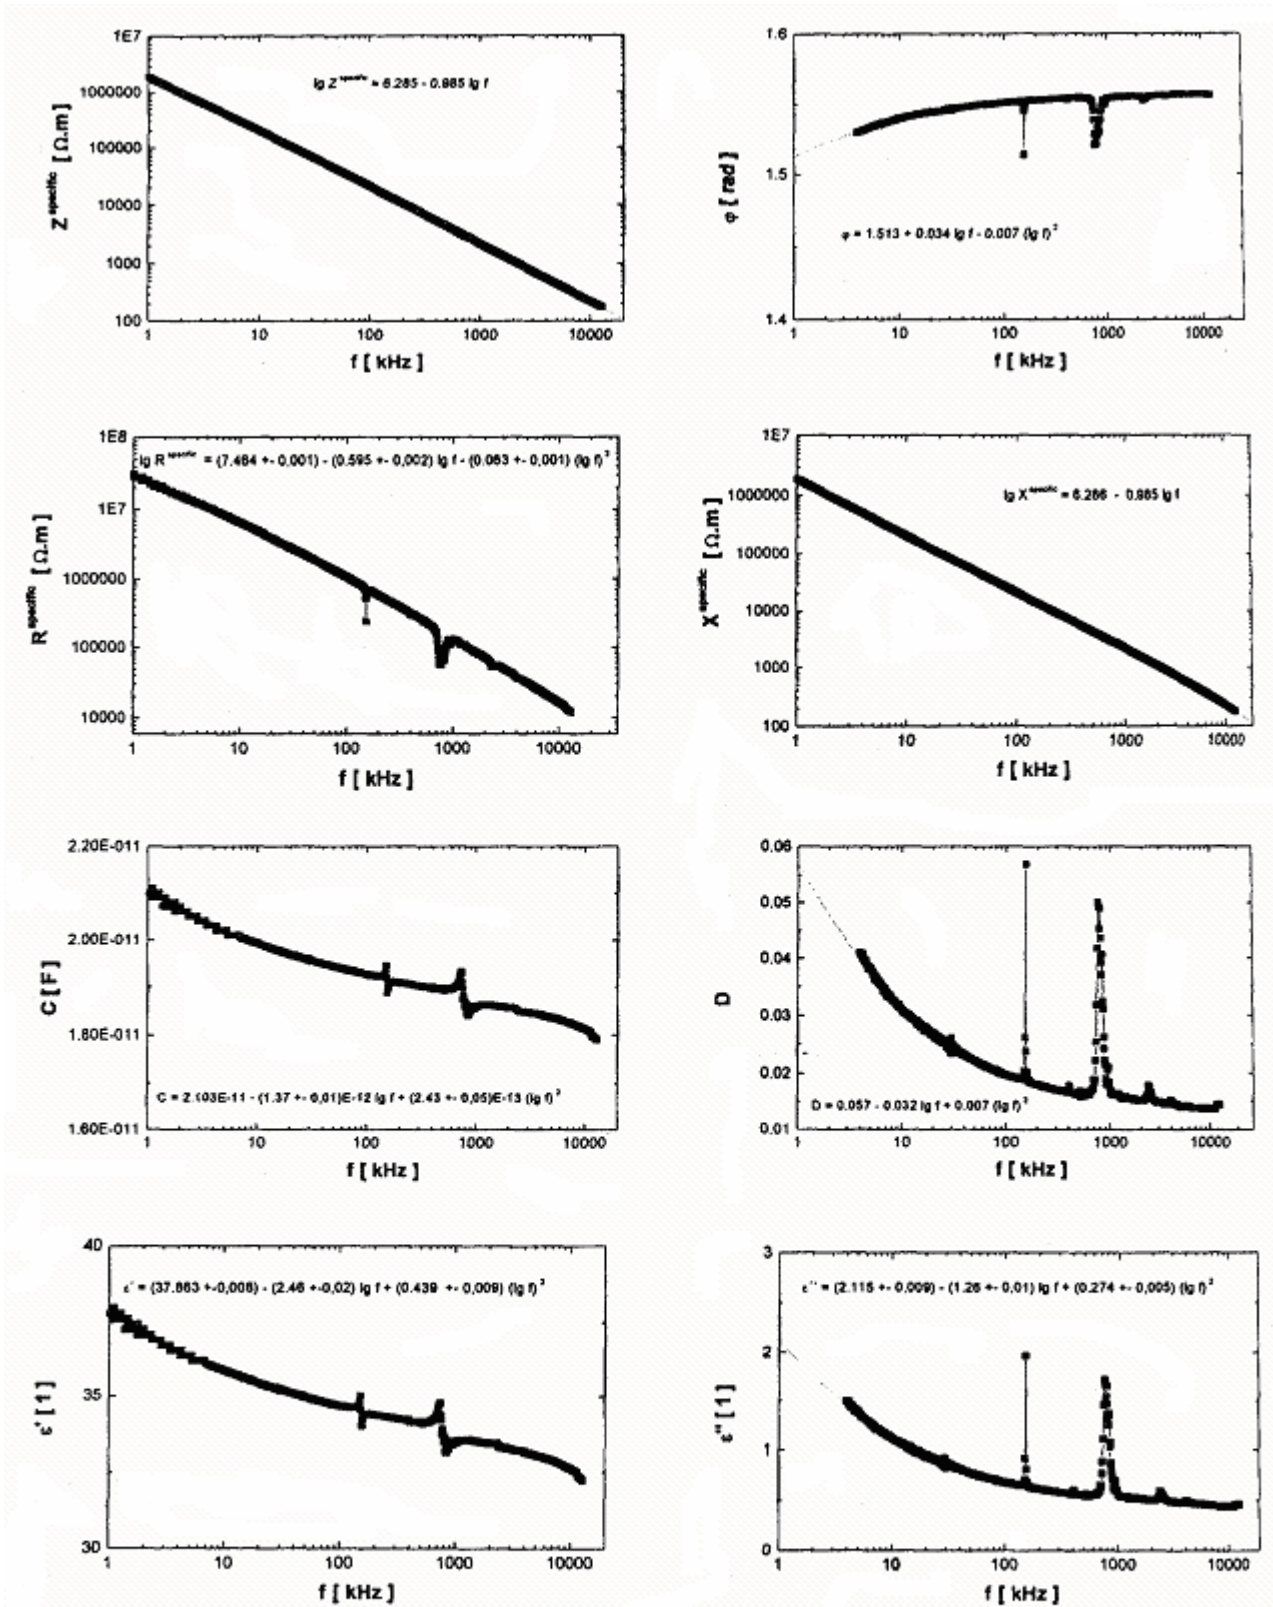 1E7
1000000
100000
10000
1000
100
1 10 100 1000 10000
Z specific [ Ω.m ]
f [ kHz ]
lg Z specific = 6.285 - 0.985 lg f
1.6
1.5
1.4
1 10 100 1000 10000
φ [ rad ]
f [ kHz ]
φ = 1.513 + 0.034 lg f - 0.007 (lg f)²
1E8
1E7
1000000
100000
10000
1 10 100 1000 10000
R specific [ Ω.m ]
f [ kHz ]
lg R specific = (7.484 +- 0,001) - (0.595 +- 0,002) lg f - (0.083 +- 0,001) (lg f)²
1E7
1000000
100000
10000
1000
100
1 10 100 1000 10000
X specific [ Ω.m ]
f [ kHz ]
lg X specific = 6.286 - 0.985 lg f
2.20E-011
2.00E-011
1.80E-011
1.60E-011
1 10 100 1000 10000
C [ F ]
f [ kHz ]
C = 2.103E-11 - (1.37 +- 0,01)E-12 lg f + (2.43 +- 0,05)E-13 (lg f)²
0.06
0.05
0.04
0.03
0.02
0.01
1 10 100 1000 10000
D
f [ kHz ]
D = 0.057 - 0.032 lg f + 0.007 (lg f)²
40
35
30
1 10 100 1000 10000
ε' [ 1 ]
f [ kHz ]
ε' = (37.863 +-0,008) - (2.46 +-0,02) lg f + (0.439 +- 0,009) (lg f)²
3
2
1
0
1 10 100 1000 10000
ε'' [ 1 ]
f [ kHz ]
ε'' = (2.115 +- 0,009) - (1.26 +- 0,01) lg f + (0.274 +- 0,005) (lg f)²